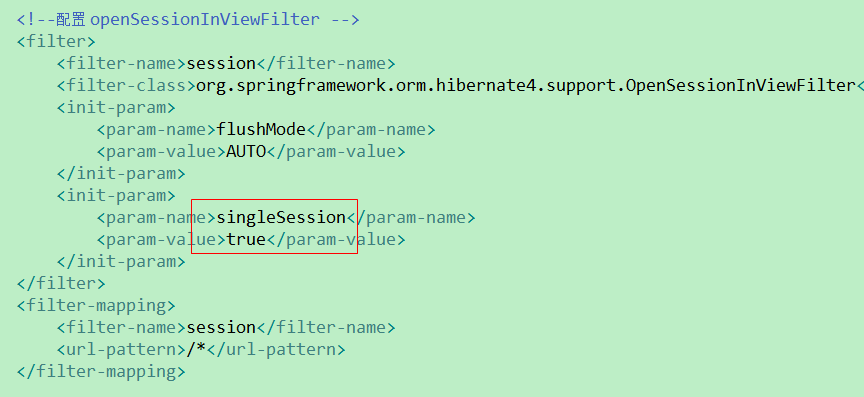 <!--配置 openSessionInViewFilter -->
<filter>
<filter-name>session</filter-name>
<filter-class>org.springframework.orm.hibernate4.support.OpenSessionInViewFilter<
<init-param>
<param-name>flushMode</param-name>
<param-value>AUTO</param-value>
</init-param>
<init-param>
<param-name>singleSession</param-name>
<param-value>true</param-value>
</init-param>
</filter>
<filter-mapping>
<filter-name>session</filter-name>
<url-pattern>/*</url-pattern>
</filter-mapping>